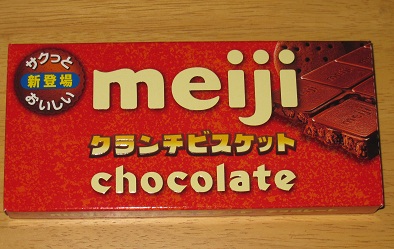 サクっと
新登場
おいしい
meiji
クランチビスケット
chocolate